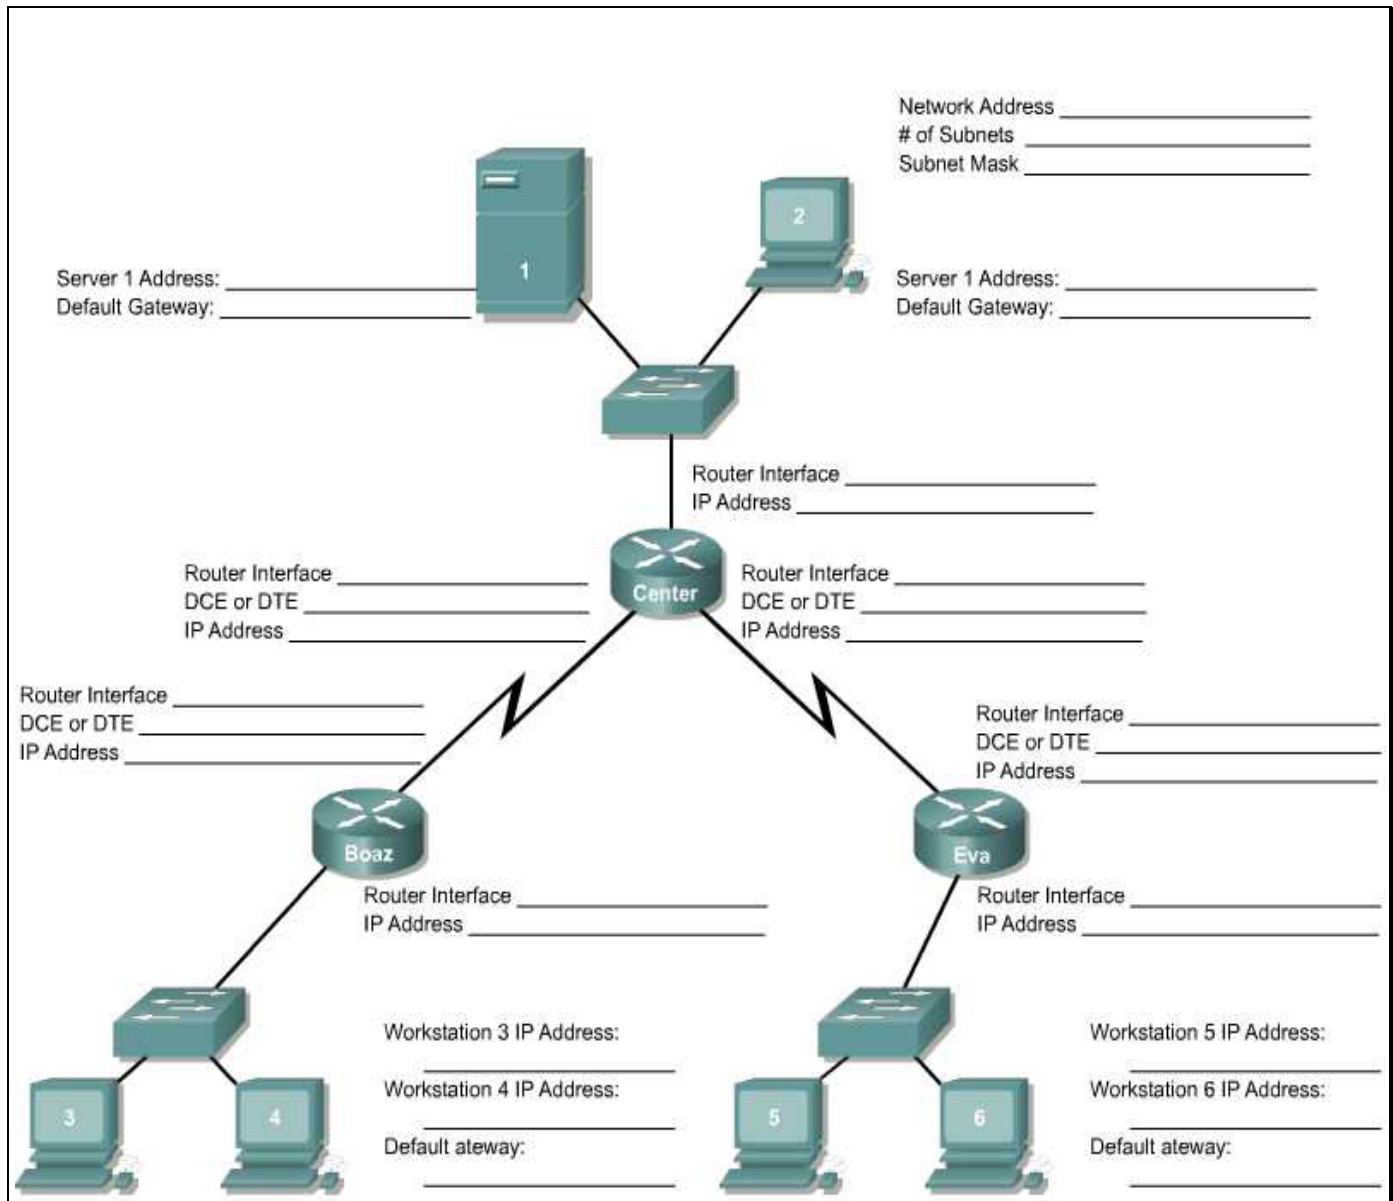 Network Address
# of Subnets
Subnet Mask
2
1
Server 1 Address:
Default Gateway:
Server 1 Address:
Default Gateway:
Router Interface
IP Address
Router Interface
DCE or DTE
IP Address
Center
Router Interface
DCE or DTE
IP Address
Router Interface
DCE or DTE
IP Address
Router Interface
DCE or DTE
IP Address
Boaz
Eva
Router Interface
IP Address
Router Interface
IP Address
Workstation 3 IP Address:
Workstation 4 IP Address:
Default ateway:
Workstation 5 IP Address:
Workstation 6 IP Address:
Default ateway:
3
4
5
6